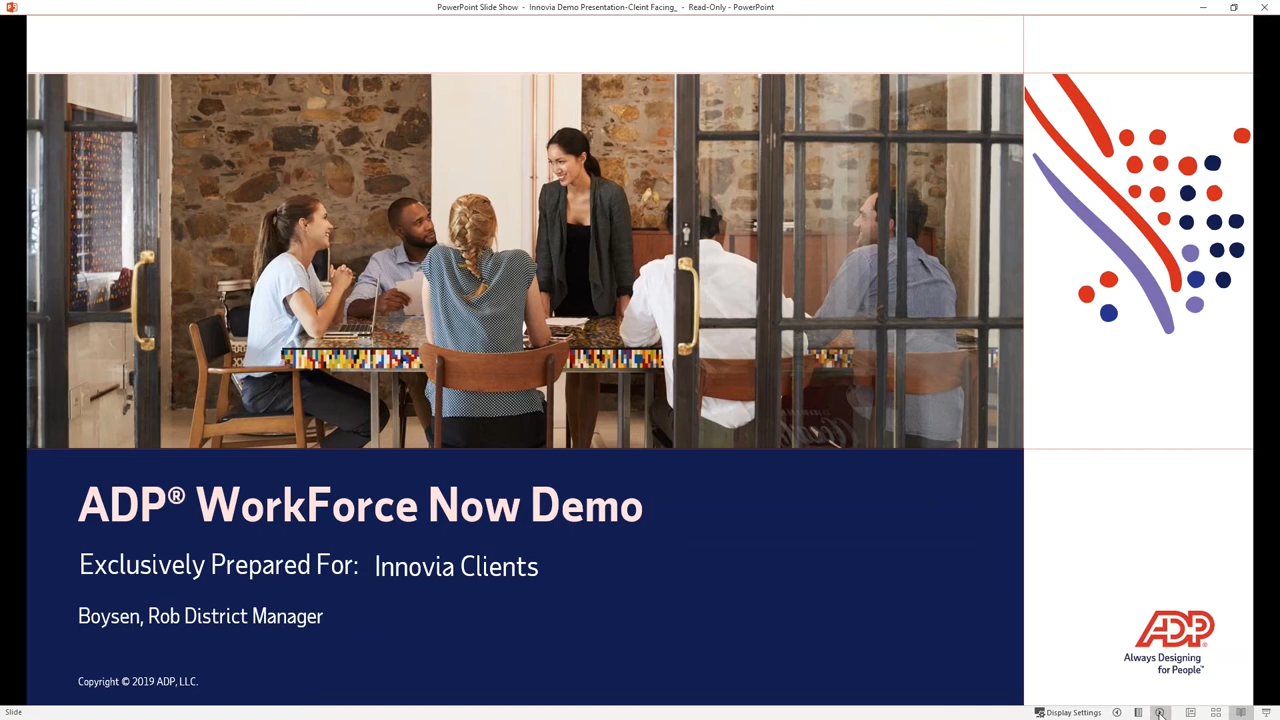 PowerPoint Slide Show - Innovia Demo Presentation-Cleint Facing_ - Read-Only - PowerPoint
ADP® WorkForce Now Demo
Exclusively Prepared For: Innovia Clients
Boysen, Rob District Manager
Copyright © 2019 ADP, LLC.
ADP®
Always Designing
for People™
Slide
Display Settings